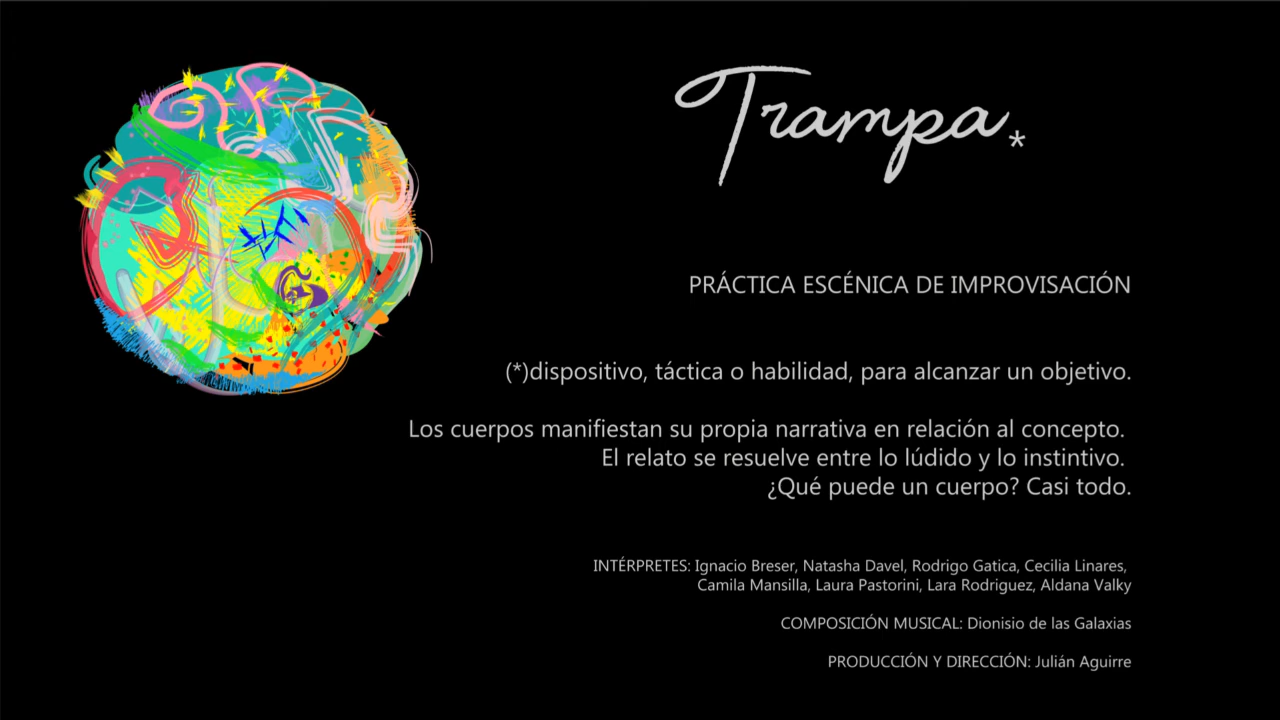 Trampa*
PRÁCTICA ESCÉNICA DE IMPROVISACIÓN
(*)dispositivo, táctica o habilidad, para alcanzar un objetivo.
Los cuerpos manifiestan su propia narrativa en relación al concepto.
El relato se resuelve entre lo lúdido y lo instintivo.
¿Qué puede un cuerpo? Casi todo.
INTÉRPRETES: Ignacio Breser, Natasha Davel, Rodrigo Gatica, Cecilia Linares,
Camila Mansilla, Laura Pastorini, Lara Rodriguez, Aldana Valky
COMPOSICIÓN MUSICAL: Dionisio de las Galaxias
PRODUCCIÓN Y DIRECCIÓN: Julián Aguirre